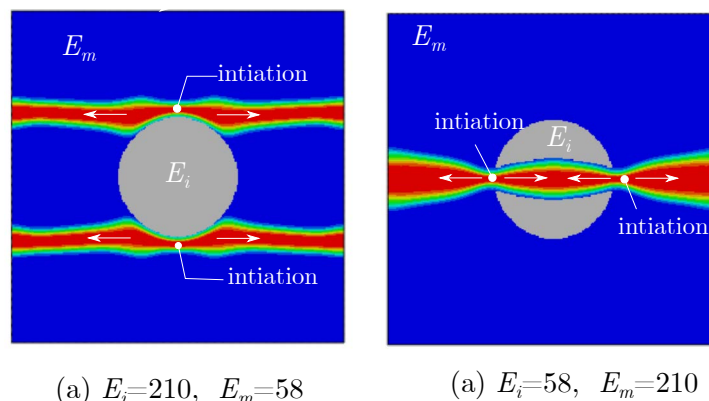 E_m
intiation
E_i
intiation
(a) E_i=210, E_m=58
E_m
intiation
E_i
intiation
(a) E_i=58, E_m=210